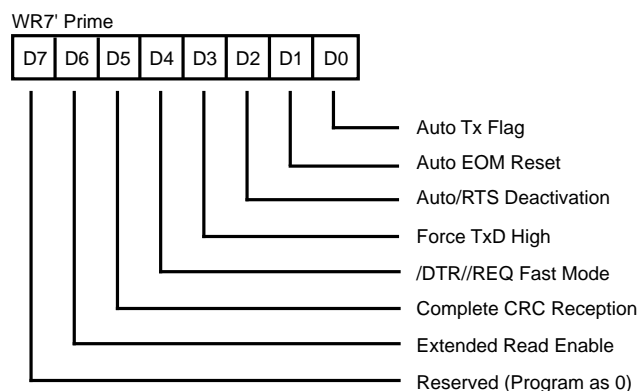 WR7' Prime
D7 D6 D5 D4 D3 D2 D1 D0
Auto Tx Flag
Auto EOM Reset
Auto/RTS Deactivation
Force TxD High
/DTR//REQ Fast Mode
Complete CRC Reception
Extended Read Enable
Reserved (Program as 0)